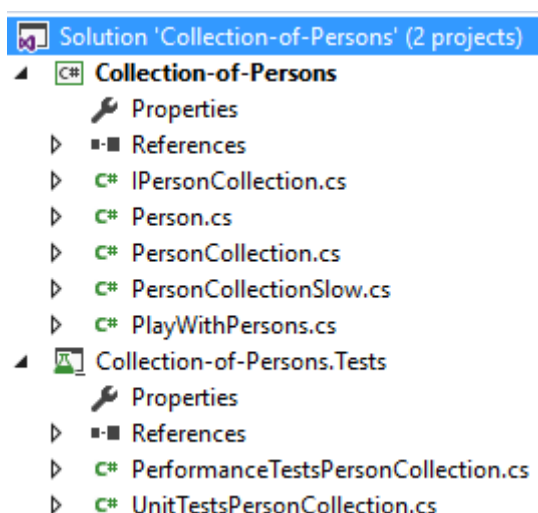 Solution 'Collection-of-Persons' (2 projects)
C# Collection-of-Persons
Properties
References
C# IPersonCollection.cs
C# Person.cs
C# PersonCollection.cs
C# PersonCollectionSlow.cs
C# PlayWithPersons.cs
Collection-of-Persons.Tests
Properties
References
C# PerformanceTestsPersonCollection.cs
C# UnitTestsPersonCollection.cs